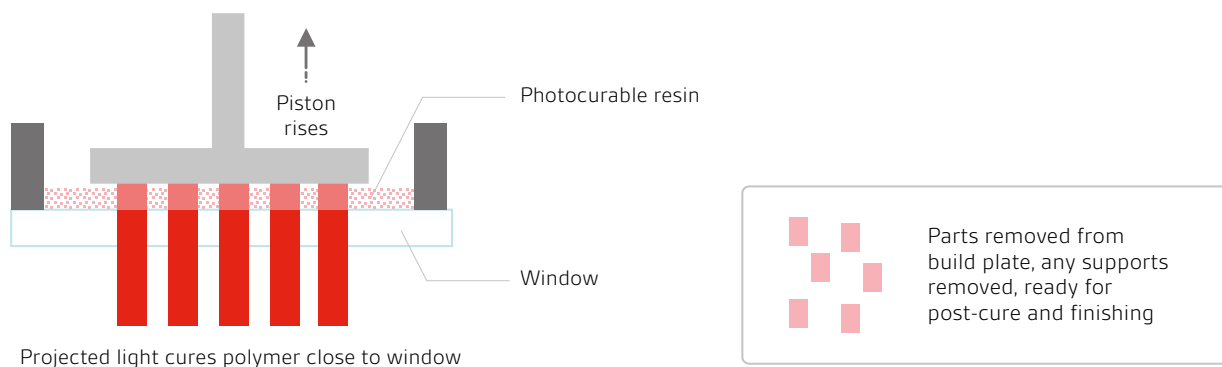 Piston
rises
Photocurable resin
Window
Projected light cures polymer close to window
Parts removed from
build plate, any supports
removed, ready for
post-cure and finishing